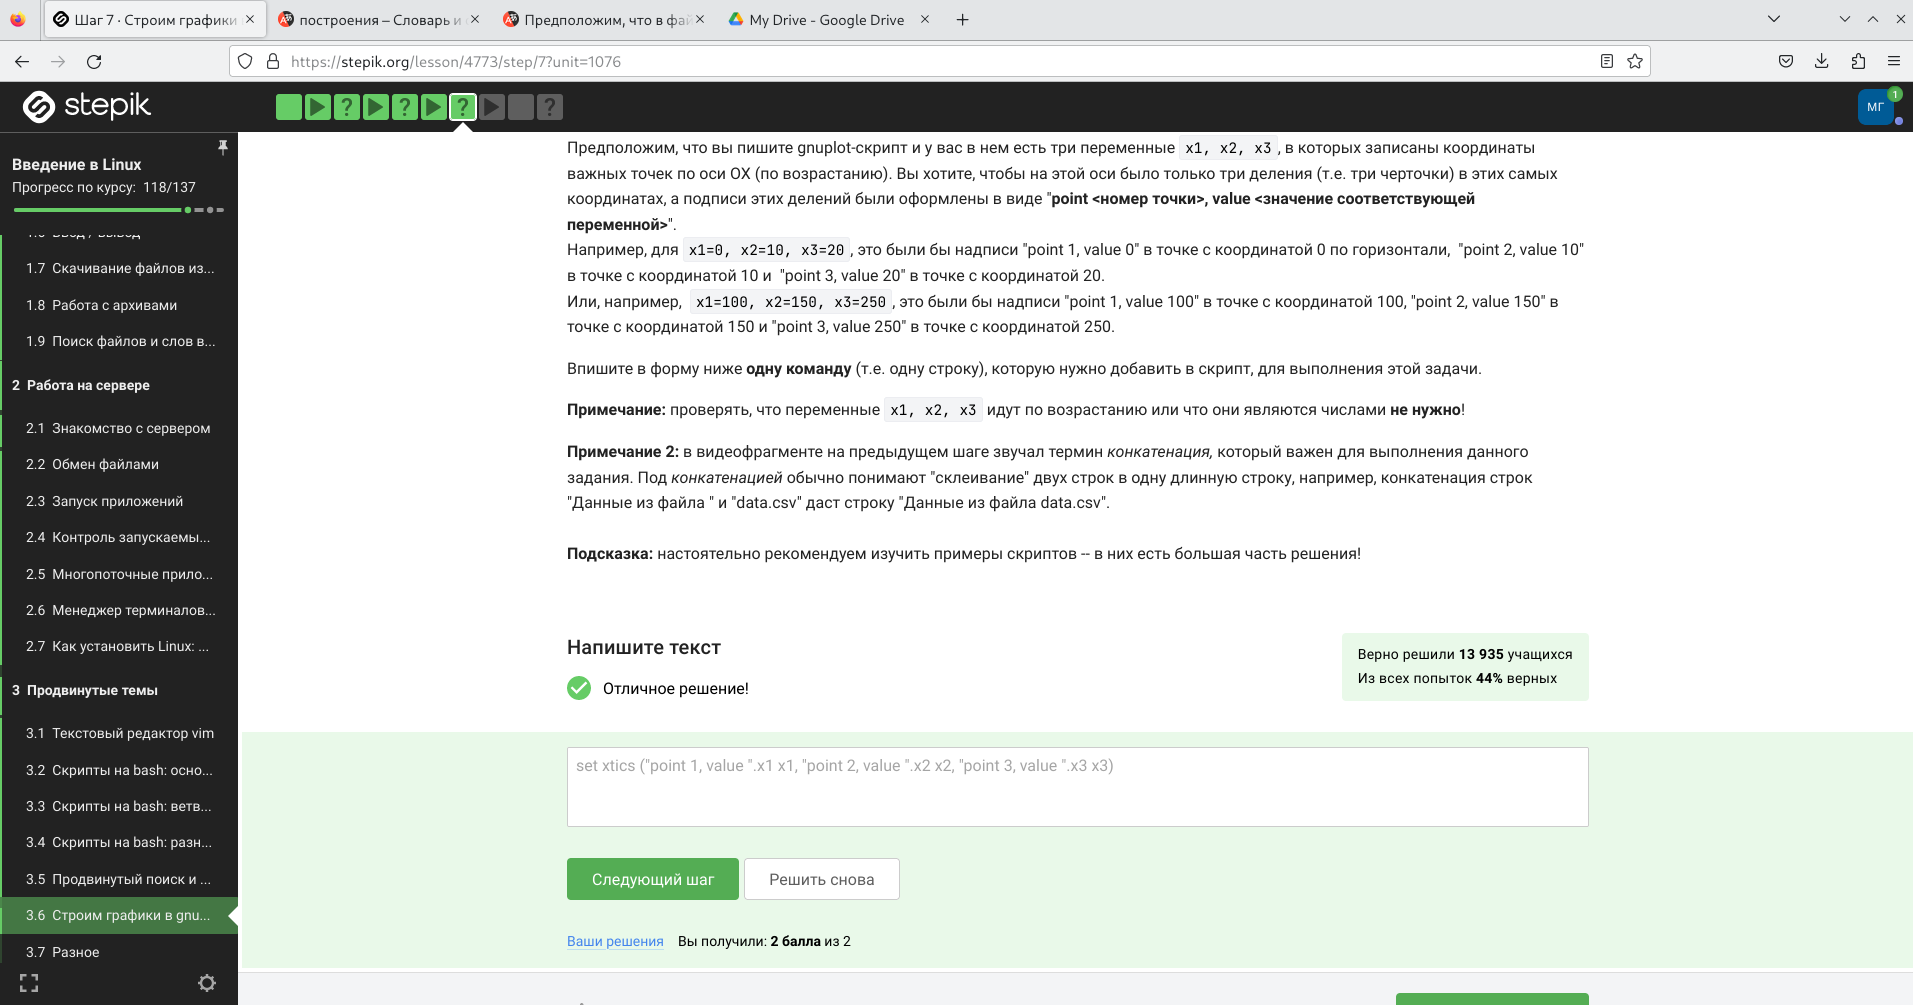 Шаг 7 · Строим графики
построения – Словарь и
Предположим, что в фай
My Drive - Google Drive
https://stepik.org/lesson/4773/step/7?unit=1076
stepik
?
?
?
?
МГ
1
Введение в Linux
Прогресс по курсу: 118/137
1.6 Ввод / Вывод
1.7 Скачивание файлов из...
1.8 Работа с архивами
1.9 Поиск файлов и слов в...
2 Работа на сервере
2.1 Знакомство с сервером
2.2 Обмен файлами
2.3 Запуск приложений
2.4 Контроль запускаемы...
2.5 Многопоточные прило...
2.6 Менеджер терминалов...
2.7 Как установить Linux: ...
3 Продвинутые темы
3.1 Текстовый редактор vim
3.2 Скрипты на bash: осно...
3.3 Скрипты на bash: ветв...
3.4 Скрипты на bash: разн...
3.5 Продвинутый поиск и ...
3.6 Строим графики в gnu...
3.7 Разное
Предположим, что вы пишите gnuplot-скрипт и у вас в нем есть три переменные x1, x2, x3, в которых записаны координаты
важных точек по оси OX (по возрастанию). Вы хотите, чтобы на этой оси было только три деления (т.е. три черточки) в этих самых
координатах, а подписи этих делений были оформлены в виде "point <номер точки>, value <значение соответствующей
переменной>".
Например, для x1=0, x2=10, x3=20, это были бы надписи "point 1, value 0" в точке с координатой 0 по горизонтали, "point 2, value 10"
в точке с координатой 10 и "point 3, value 20" в точке с координатой 20.
Или, например, x1=100, x2=150, x3=250, это были бы надписи "point 1, value 100" в точке с координатой 100, "point 2, value 150" в
точке с координатой 150 и "point 3, value 250" в точке с координатой 250.
Впишите в форму ниже одну команду (т.е. одну строку), которую нужно добавить в скрипт, для выполнения этой задачи.
Примечание: проверять, что переменные x1, x2, x3 идут по возрастанию или что они являются числами не нужно!
Примечание 2: в видеофрагменте на предыдущем шаге звучал термин конкатенация, который важен для выполнения данного
задания. Под конкатенацией обычно понимают "склеивание" двух строк в одну длинную строку, например, конкатенация строк
"Данные из файла " и "data.csv" даст строку "Данные из файла data.csv".
Подсказка: настоятельно рекомендуем изучить примеры скриптов -- в них есть большая часть решения!
Напишите текст
Отличное решение!
Верно решили 13 935 учащихся
Из всех попыток 44% верных
set xtics ("point 1, value ".x1 x1, "point 2, value ".x2 x2, "point 3, value ".x3 x3)
Следующий шаг
Решить снова
Ваши решения Вы получили: 2 балла из 2